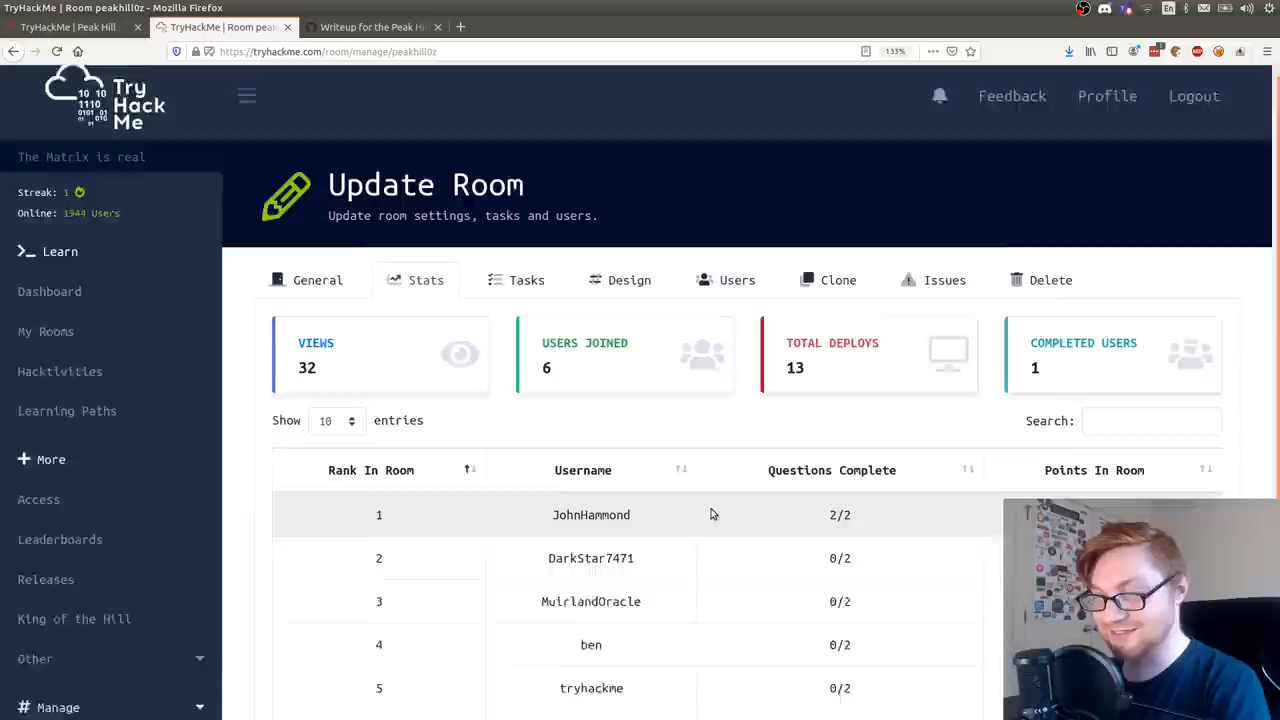 TryHackMe | Room peakhill0z - Mozilla Firefox
TryHackMe | Peak Hill
TryHackMe | Room peak
Writeup for the Peak Hi
https://tryhackme.com/room/manage/peakhill0z
133%
En
Try
Hack
Me
Feedback
Profile
Logout
The Matrix is real
Streak: 1
Online: 1944 Users
Learn
Dashboard
My Rooms
Hacktivities
Learning Paths
More
Access
Leaderboards
Releases
King of the Hill
Other
Manage
Update Room
Update room settings, tasks and users.
General
Stats
Tasks
Design
Users
Clone
Issues
Delete
VIEWS
32
USERS JOINED
6
TOTAL DEPLOYS
13
COMPLETED USERS
1
Show 10 entries
Search:
Rank In Room Username Questions Complete Points In Room
1 JohnHammond 2/2
2 DarkStar7471 0/2
3 MuirlandOracle 0/2
4 ben 0/2
5 tryhackme 0/2